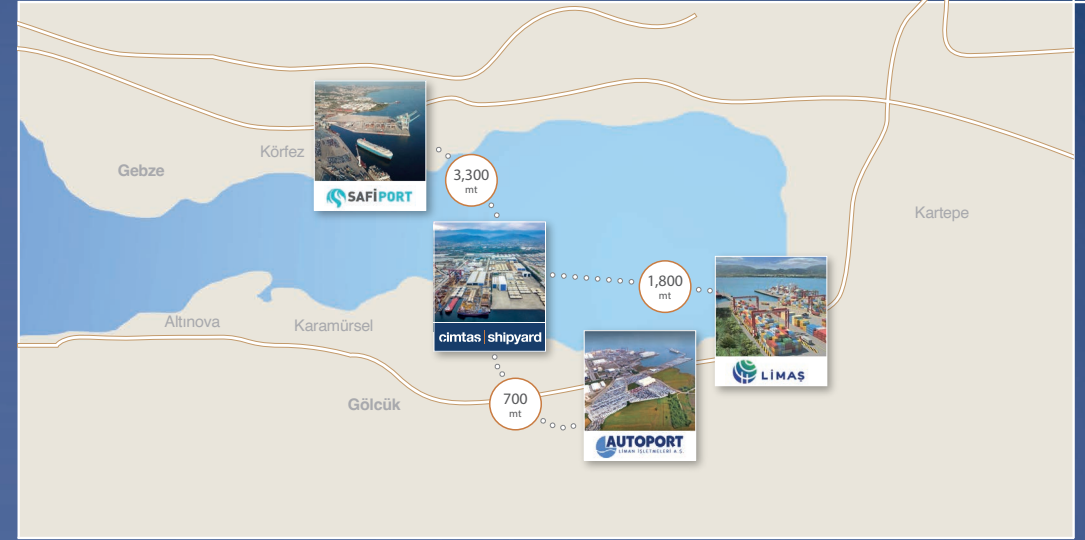 Körfez
Gebze
SAFİPORT
3,300
mt
Kartepe
cimtas|shipyard
1,800
mt
Altınova
Karamürsel
LİMAŞ
Gölcük
700
mt
AUTOPORT
LİMAN İŞLETMELERİ A.Ş.